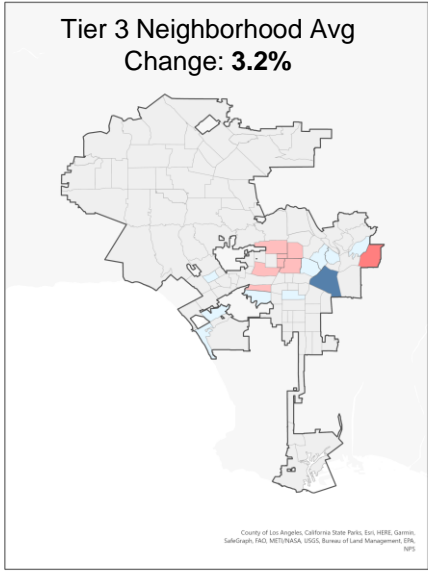 Tier 3 Neighborhood Avg
Change: 3.2%
County of Los Angeles, California State Parks, Esri, HERE, Garmin,
SafeGraph, FAO, METI/NASA, USGS, Bureau of Land Management, EPA,
NPS